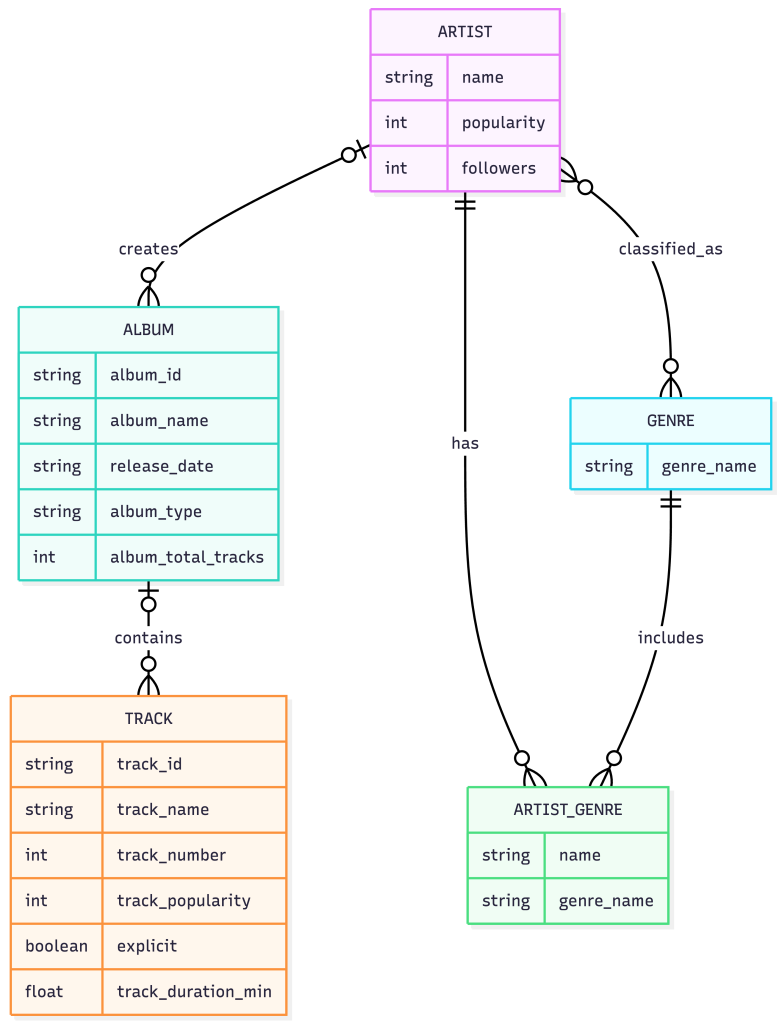 ARTIST
string name
int popularity
int followers
creates
classified_as
ALBUM
string album_id
string album_name
string release_date
string album_type
int album_total_tracks
has
GENRE
string genre_name
contains
includes
TRACK
string track_id
string track_name
int track_number
int track_popularity
boolean explicit
float track_duration_min
ARTIST_GENRE
string name
string genre_name